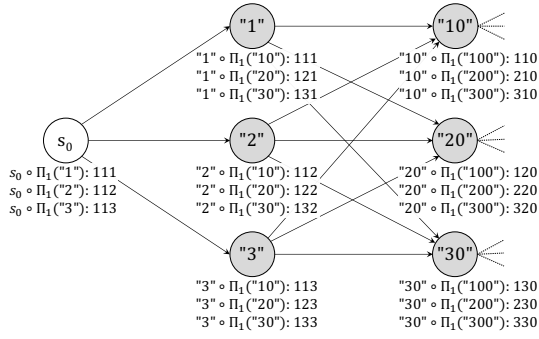 "1"
"1" ∘ Π₁("10"): 111
"1" ∘ Π₁("20"): 121
"1" ∘ Π₁("30"): 131
"10"
"10" ∘ Π₁("100"): 110
"10" ∘ Π₁("200"): 210
"10" ∘ Π₁("300"): 310
s₀
s₀ ∘ Π₁("1"): 111
s₀ ∘ Π₁("2"): 112
s₀ ∘ Π₁("3"): 113
"2"
"2" ∘ Π₁("10"): 112
"2" ∘ Π₁("20"): 122
"2" ∘ Π₁("30"): 132
"20"
"20" ∘ Π₁("100"): 120
"20" ∘ Π₁("200"): 220
"20" ∘ Π₁("300"): 320
"3"
"3" ∘ Π₁("10"): 113
"3" ∘ Π₁("20"): 123
"3" ∘ Π₁("30"): 133
"30"
"30" ∘ Π₁("100"): 130
"30" ∘ Π₁("200"): 230
"30" ∘ Π₁("300"): 330